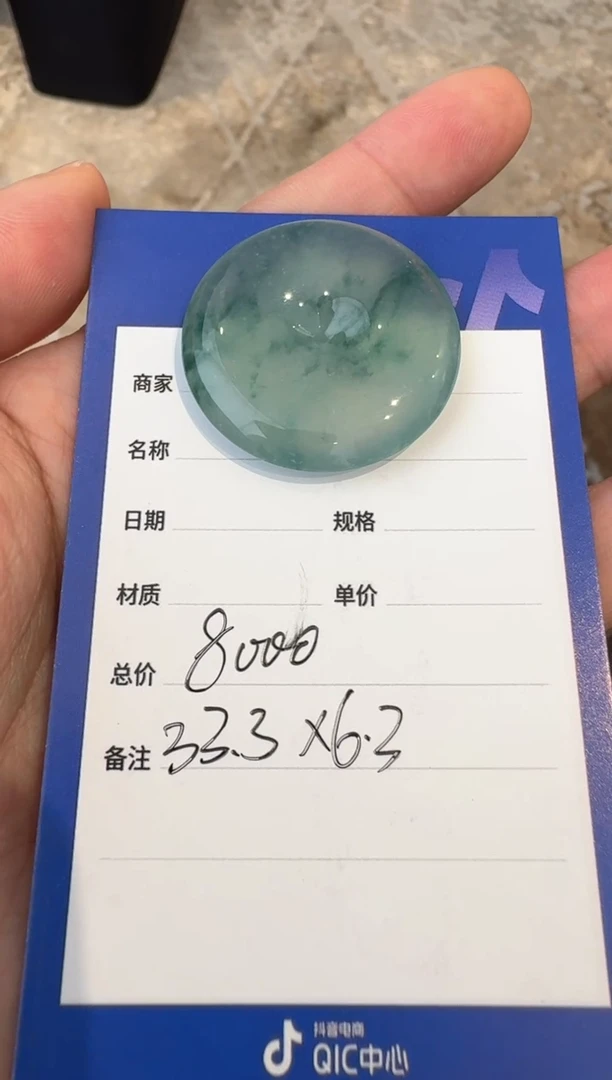 商家
名称
日期 规格
材质 单价
总价 8000
备注 33.3 x6.3
抖音电商
QIC中心